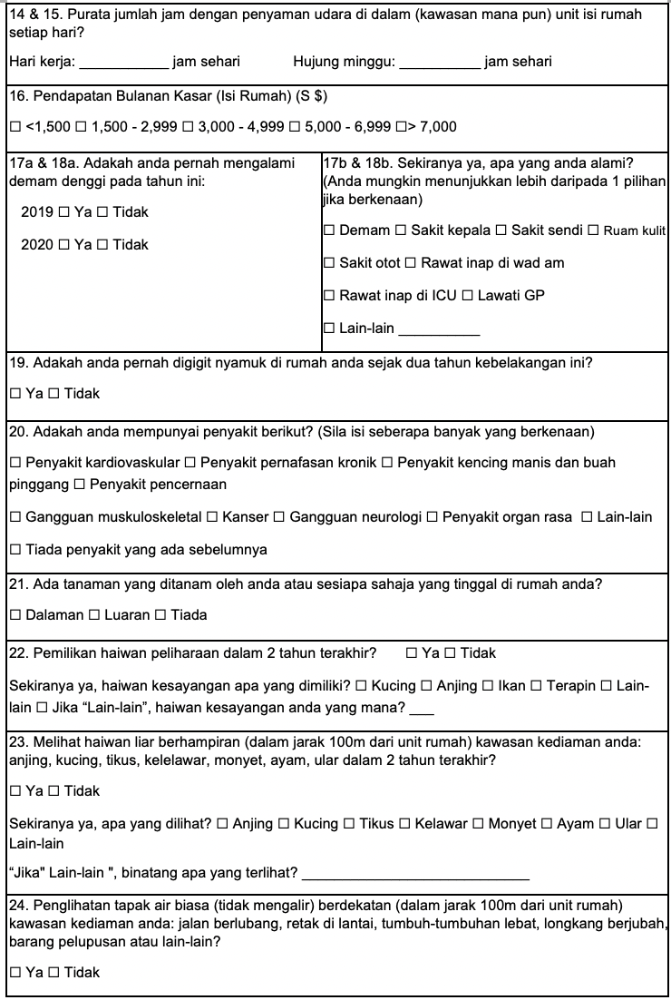 14 & 15. Purata jumlah jam dengan penyaman udara di dalam (kawasan mana pun) unit isi rumah
setiap hari?
Hari kerja: ___________ jam sehari Hujung minggu: __________ jam sehari
16. Pendapatan Bulanan Kasar (Isi Rumah) (S $)
☐ <1,500 ☐ 1,500 - 2,999 ☐ 3,000 - 4,999 ☐ 5,000 - 6,999 ☐> 7,000
17a & 18a. Adakah anda pernah mengalami
demam denggi pada tahun ini:
2019 ☐ Ya ☐ Tidak
2020 ☐ Ya ☐ Tidak
17b & 18b. Sekiranya ya, apa yang anda alami?
(Anda mungkin menunjukkan lebih daripada 1 pilihan
jika berkenaan)
☐ Demam ☐ Sakit kepala ☐ Sakit sendi ☐ Ruam kulit
☐ Sakit otot ☐ Rawat inap di wad am
☐ Rawat inap di ICU ☐ Lawati GP
☐ Lain-lain __________
19. Adakah anda pernah digigit nyamuk di rumah anda sejak dua tahun kebelakangan ini?
☐ Ya ☐ Tidak
20. Adakah anda mempunyai penyakit berikut? (Sila isi seberapa banyak yang berkenaan)
☐ Penyakit kardiovaskular ☐ Penyakit pernafasan kronik ☐ Penyakit kencing manis dan buah
pinggang ☐ Penyakit pencernaan
☐ Gangguan muskuloskeletal ☐ Kanser ☐ Gangguan neurologi ☐ Penyakit organ rasa ☐ Lain-lain
☐ Tiada penyakit yang ada sebelumnya
21. Ada tanaman yang ditanam oleh anda atau sesiapa sahaja yang tinggal di rumah anda?
☐ Dalaman ☐ Luaran ☐ Tiada
22. Pemilikan haiwan peliharaan dalam 2 tahun terakhir? ☐ Ya ☐ Tidak
Sekiranya ya, haiwan kesayangan apa yang dimiliki? ☐ Kucing ☐ Anjing ☐ Ikan ☐ Terapin ☐ Lain-
lain ☐ Jika “Lain-lain”, haiwan kesayangan anda yang mana? ___
23. Melihat haiwan liar berhampiran (dalam jarak 100m dari unit rumah) kawasan kediaman anda:
anjing, kucing, tikus, kelelawar, monyet, ayam, ular dalam 2 tahun terakhir?
☐ Ya ☐ Tidak
Sekiranya ya, apa yang dilihat? ☐ Anjing ☐ Kucing ☐ Tikus ☐ Kelawar ☐ Monyet ☐ Ayam ☐ Ular ☐
Lain-lain
“Jika" Lain-lain ", binatang apa yang terlihat? ____________________________
24. Penglihatan tapak air biasa (tidak mengalir) berdekatan (dalam jarak 100m dari unit rumah)
kawasan kediaman anda: jalan berlubang, retak di lantai, tumbuh-tumbuhan lebat, longkang berjubah,
barang pelupusan atau lain-lain?
☐ Ya ☐ Tidak